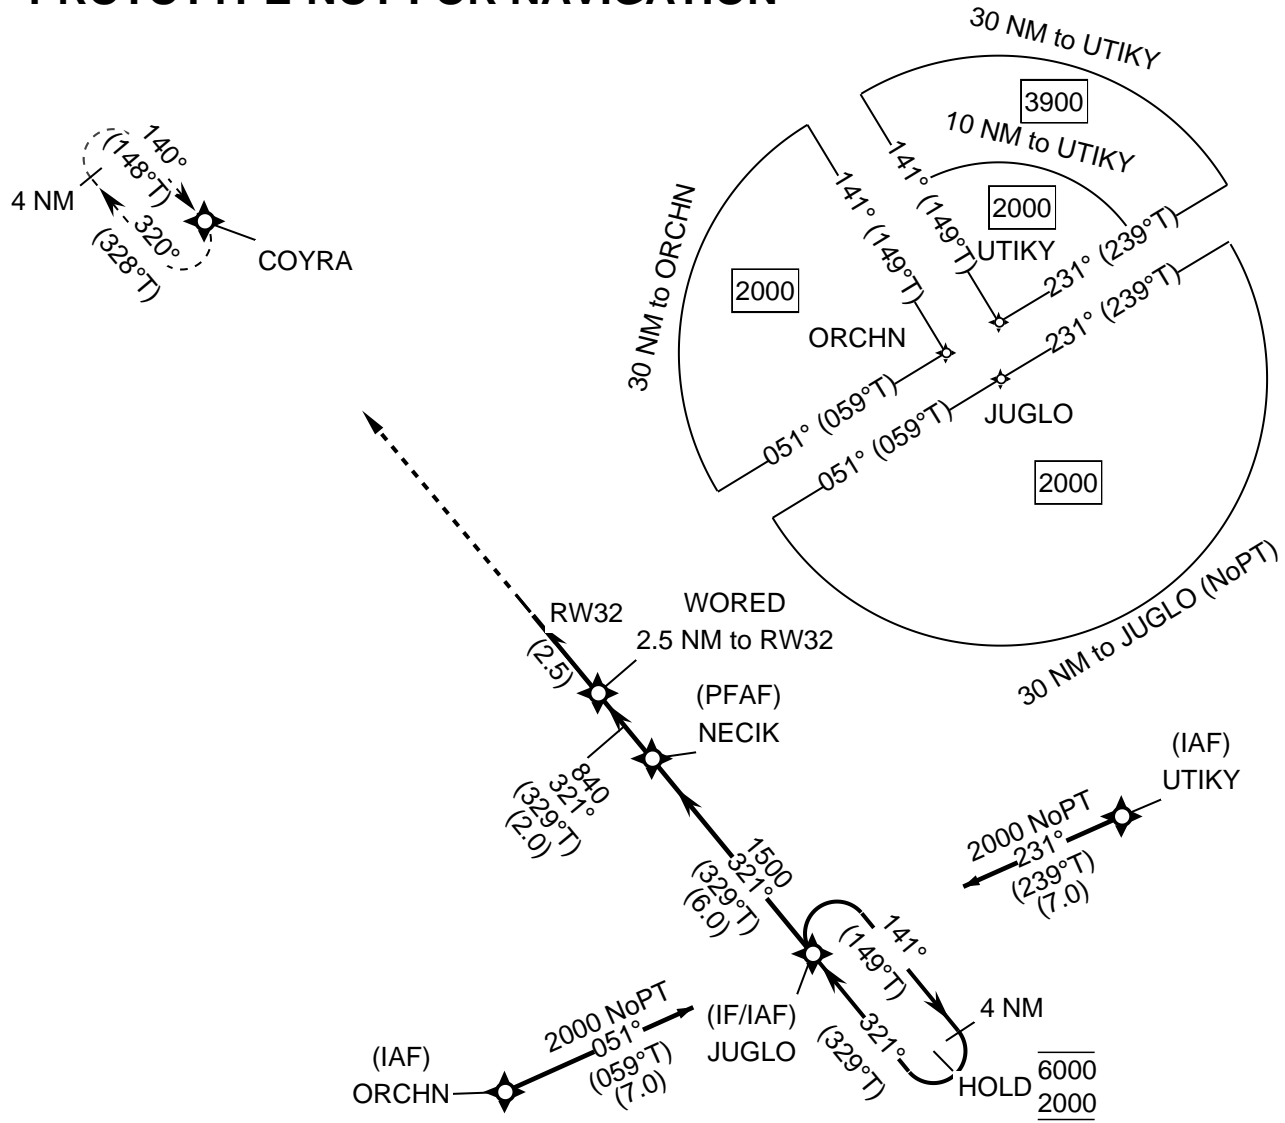 PROTOTYPE-NOT FOR NAVIGATION
30 NM to UTIKY
3900
10 NM to UTIKY
2000
UTIKY
141° (149°T)
231° (239°T)
141° (149°T)
30 NM to ORCHN
2000
ORCHN
051° (059°T)
231° (239°T)
051° (059°T)
JUGLO
2000
30 NM to JUGLO (NoPT)
140°
(148°T)
4 NM
320°
(328°T)
COYRA
RW32
WORED
2.5 NM to RW32
(2.5)
(PFAF)
NECIK
840
321°
(329°T)
(2.0)
(IAF)
UTIKY
2000 NoPT
231°
(239°T)
(7.0)
1500
321°
(329°T)
(6.0)
141°
(149°T)
4 NM
321°
(329°T)
(IF/IAF)
JUGLO
HOLD
6000
2000
2000 NoPT
051°
(059°T)
(7.0)
(IAF)
ORCHN